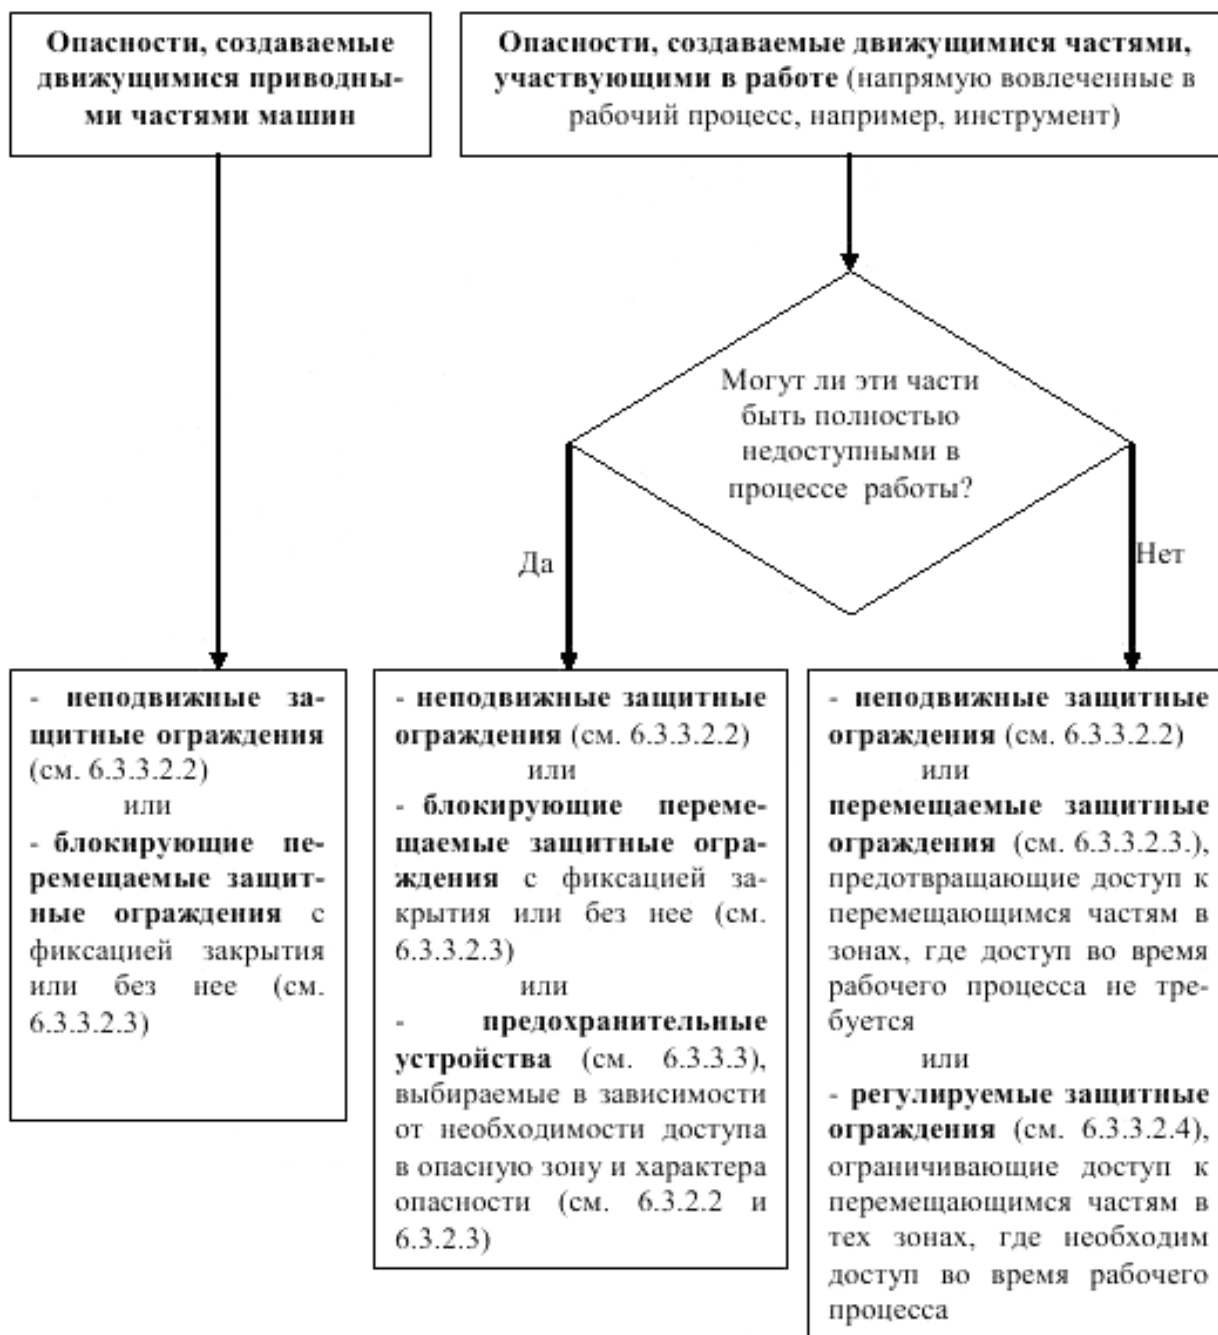 Опасности, создаваемые
движущимися приводны-
ми частями машин
Опасности, создаваемые движущимися частями,
участвующими в работе (напрямую вовлеченные в
рабочий процесс, например, инструмент)
Могут ли эти части
быть полностью
недоступными в
процессе работы?
Да
Нет
- неподвижные за-
щитные ограждения
(см. 6.3.3.2.2)
или
- блокирующие пе-
ремещаемые защит-
ные ограждения с
фиксацией закрытия
или без нее (см.
6.3.3.2.3)
- неподвижные защитные
ограждения (см. 6.3.3.2.2)
или
- блокирующие переме-
щаемые защитные огра-
ждения с фиксацией за-
крытия или без нее (см.
6.3.3.2.3)
или
- предохранительные
устройства (см. 6.3.3.3),
выбираемые в зависимости
от необходимости доступа
в опасную зону и характера
опасности (см. 6.3.2.2 и
6.3.2.3)
- неподвижные защитные
ограждения (см. 6.3.3.2.2)
или
перемещаемые защитные
ограждения (см. 6.3.3.2.3.),
предотвращающие доступ к
перемещающимся частям в
зонах, где доступ во время
рабочего процесса не тре-
буется
или
- регулируемые защитные
ограждения (см. 6.3.3.2.4),
ограничивающие доступ к
перемещающимся частям в
тех зонах, где необходим
доступ во время рабочего
процесса